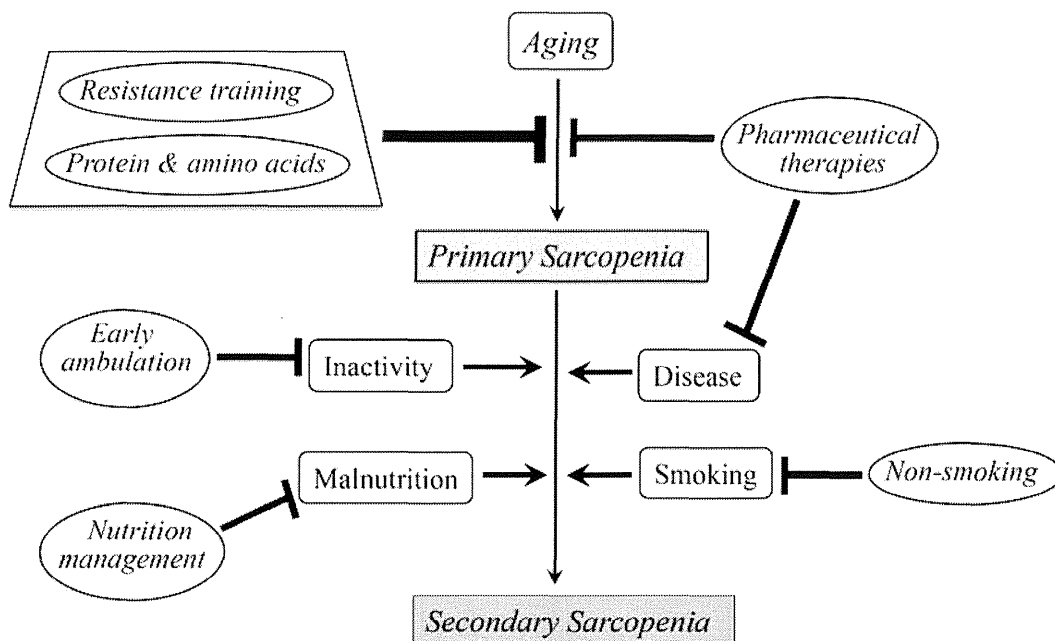 Aging
Resistance training
Protein & amino acids
Pharmaceutical
therapies
Primary Sarcopenia
Early
ambulation
Inactivity
Disease
Malnutrition
Smoking
Non-smoking
Nutrition
management
Secondary Sarcopenia